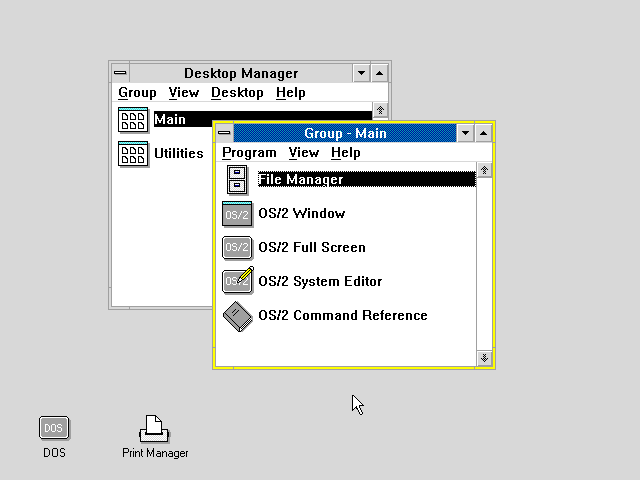 Desktop Manager
Group View Desktop Help
Main
Utilities
Group - Main
Program View Help
File Manager
OS/2 OS/2 Window
OS/2 OS/2 Full Screen
OS/2 OS/2 System Editor
OS/2 Command Reference
DOS
DOS
Print Manager